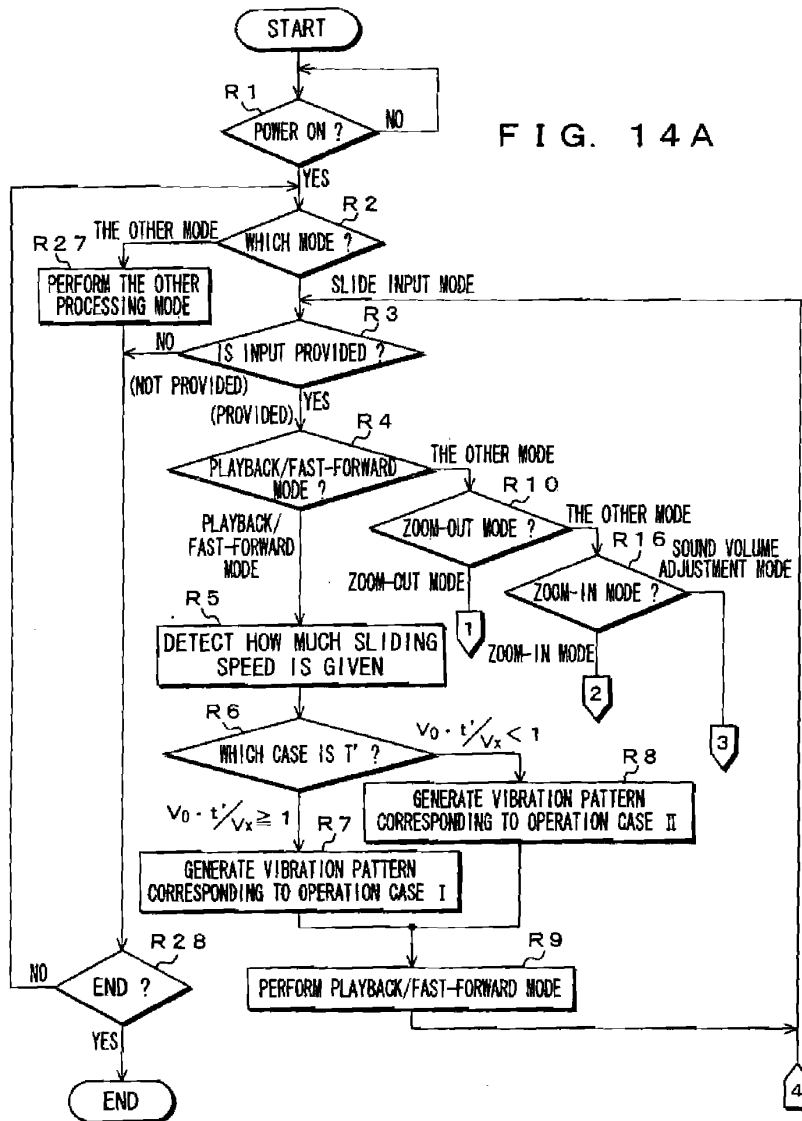 START
R1
POWER ON ?
NO
FIG. 14A
YES
R2
THE OTHER MODE
WHICH MODE ?
R27
PERFORM THE OTHER
PROCESSING MODE
SLIDE INPUT MODE
R3
NO
IS INPUT PROVIDED ?
(NOT PROVIDED)
(PROVIDED)
YES
R4
PLAYBACK/FAST-FORWARD
MODE ?
THE OTHER MODE
R10
ZOOM-OUT MODE ?
THE OTHER MODE
R16
SOUND VOLUME
ADJUSTMENT MODE
PLAYBACK/
FAST-FORWARD
MODE
ZOOM-OUT MODE
ZOOM-IN MODE ?
1
ZOOM-IN MODE
2
3
R5
DETECT HOW MUCH SLIDING
SPEED IS GIVEN
R6
WHICH CASE IS T' ?
V0 · t'/Vx < 1
R8
GENERATE VIBRATION PATTERN
CORRESPONDING TO OPERATION CASE II
V0 · t'/Vx ≧ 1
R7
GENERATE VIBRATION PATTERN
CORRESPONDING TO OPERATION CASE I
R9
PERFORM PLAYBACK/FAST-FORWARD MODE
R28
NO
END ?
YES
END
4